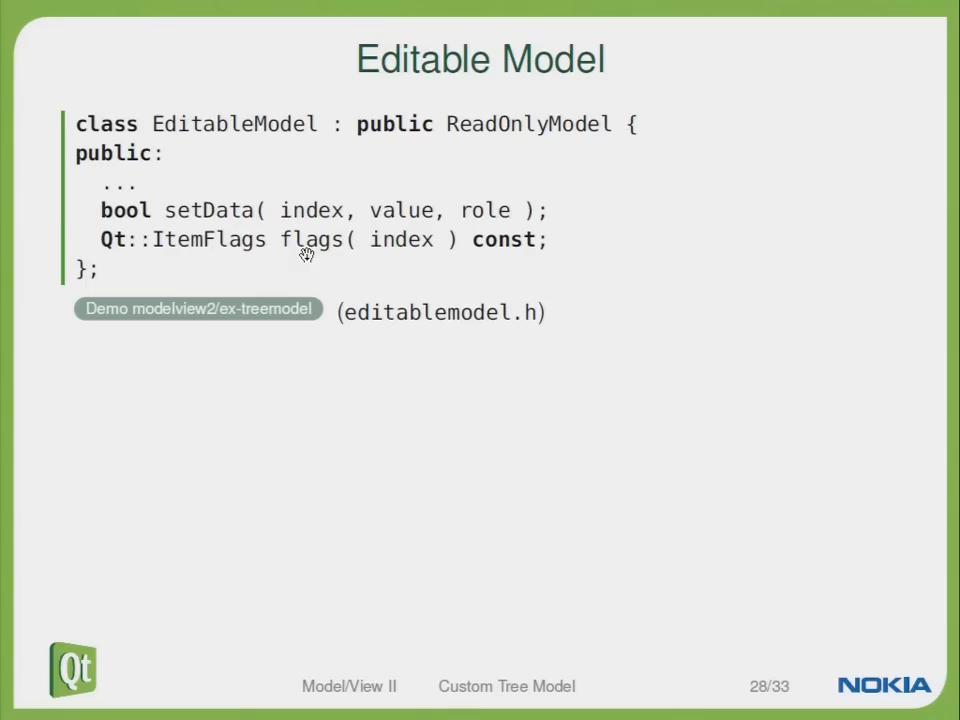 Editable Model
class EditableModel : public ReadOnlyModel {
public:
...
bool setData( index, value, role );
Qt::ItemFlags flags( index ) const;
};
Demo modelview2/ex-treemodel (editablemodel.h)
Qt
Model/View II Custom Tree Model 28/33 NOKIA